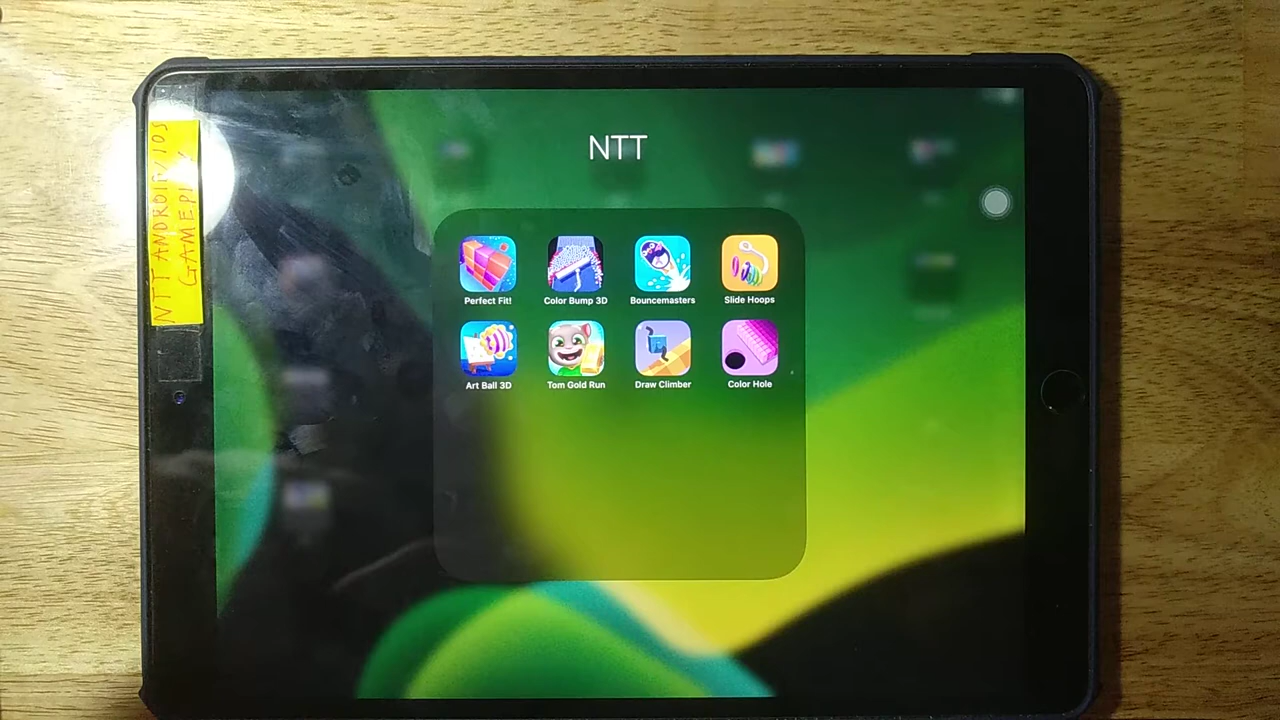 NTT ANDROID/IOS
GAMEPLAY
NTT
Perfect Fit!
Color Bump 3D
Bouncemasters
Slide Hoops
Art Ball 3D
Tom Gold Run
Draw Climber
Color Hole